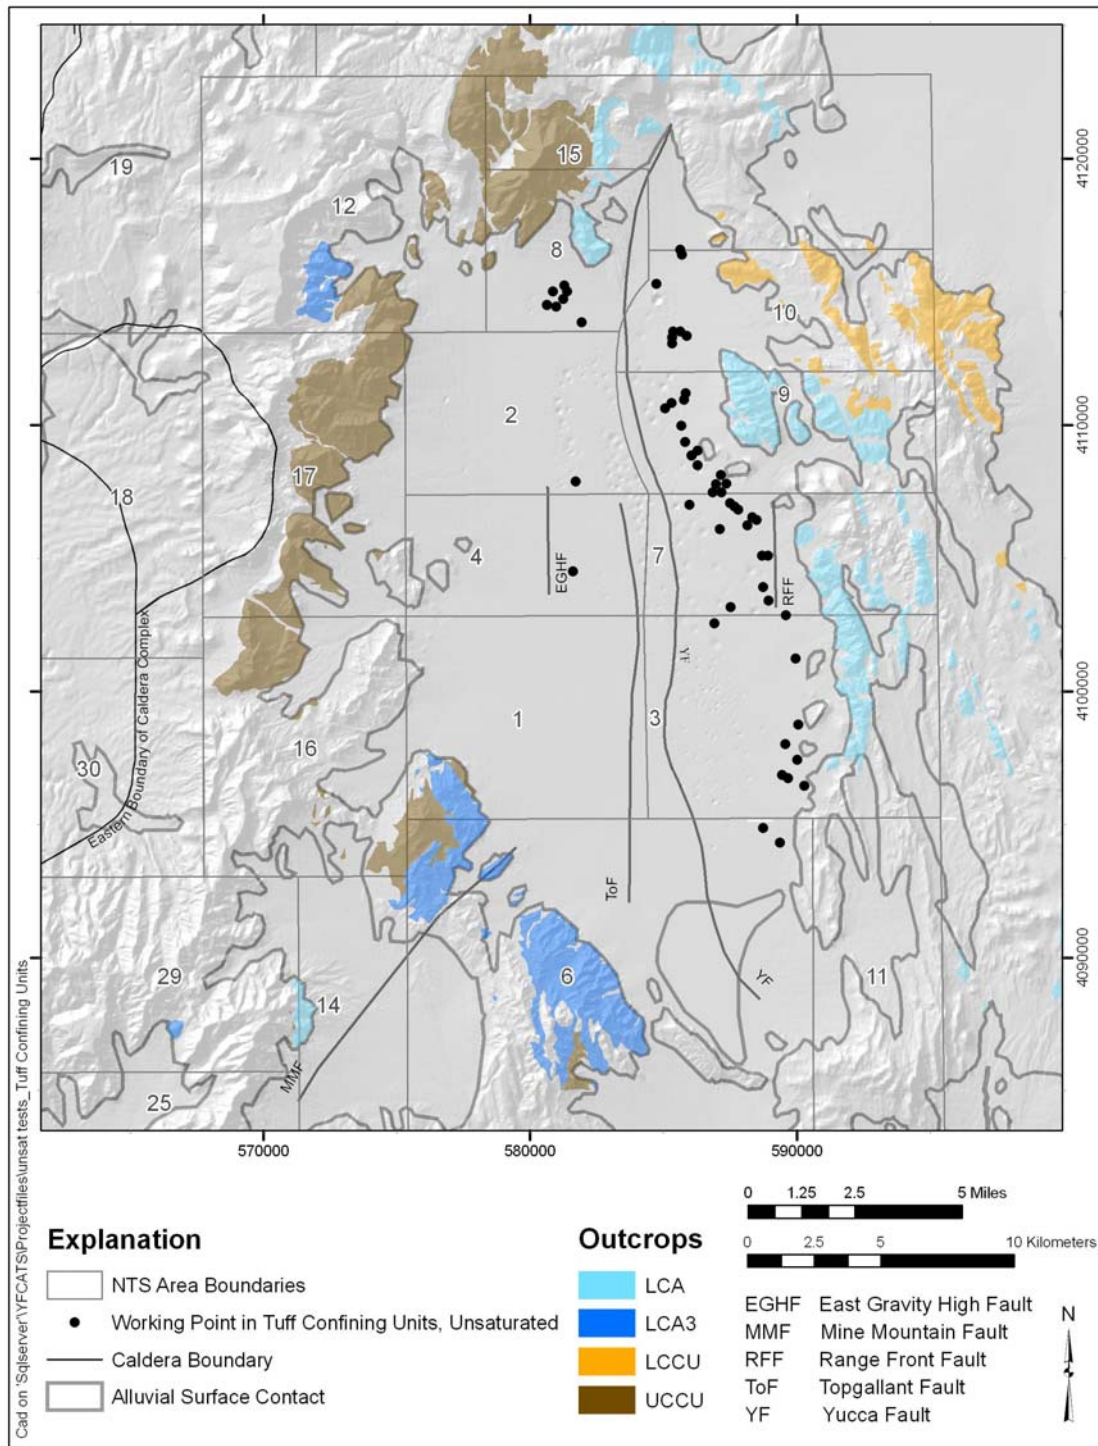 19
12
15
8
10
9
2
17
18
4
7
EGHF
RFF
YF
1
3
16
30
Eastern Boundary of Caldera Complex
ToF
29
14
6
11
YF
MMF
25
4120000
4110000
4100000
4090000
570000
580000
590000
Cad on 'Sqlserver'\YFCATS\Projectfiles\unsat tests_Tuff Confining Units
Explanation
NTS Area Boundaries
Working Point in Tuff Confining Units, Unsaturated
Caldera Boundary
Alluvial Surface Contact
Outcrops
LCA
LCA3
LCCU
UCCU
0 1.25 2.5 5 Miles
0 2.5 5 10 Kilometers
EGHF East Gravity High Fault
MMF Mine Mountain Fault
RFF Range Front Fault
ToF Topgallant Fault
YF Yucca Fault
N